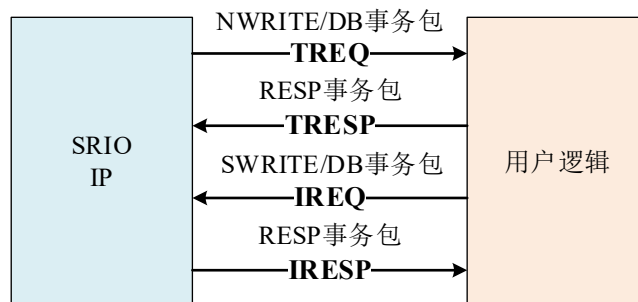 NWRITE/DB事务包
TREQ
RESP事务包
TRESP
SRIO
IP
SWRITE/DB事务包
用户逻辑
IREQ
RESP事务包
IRESP